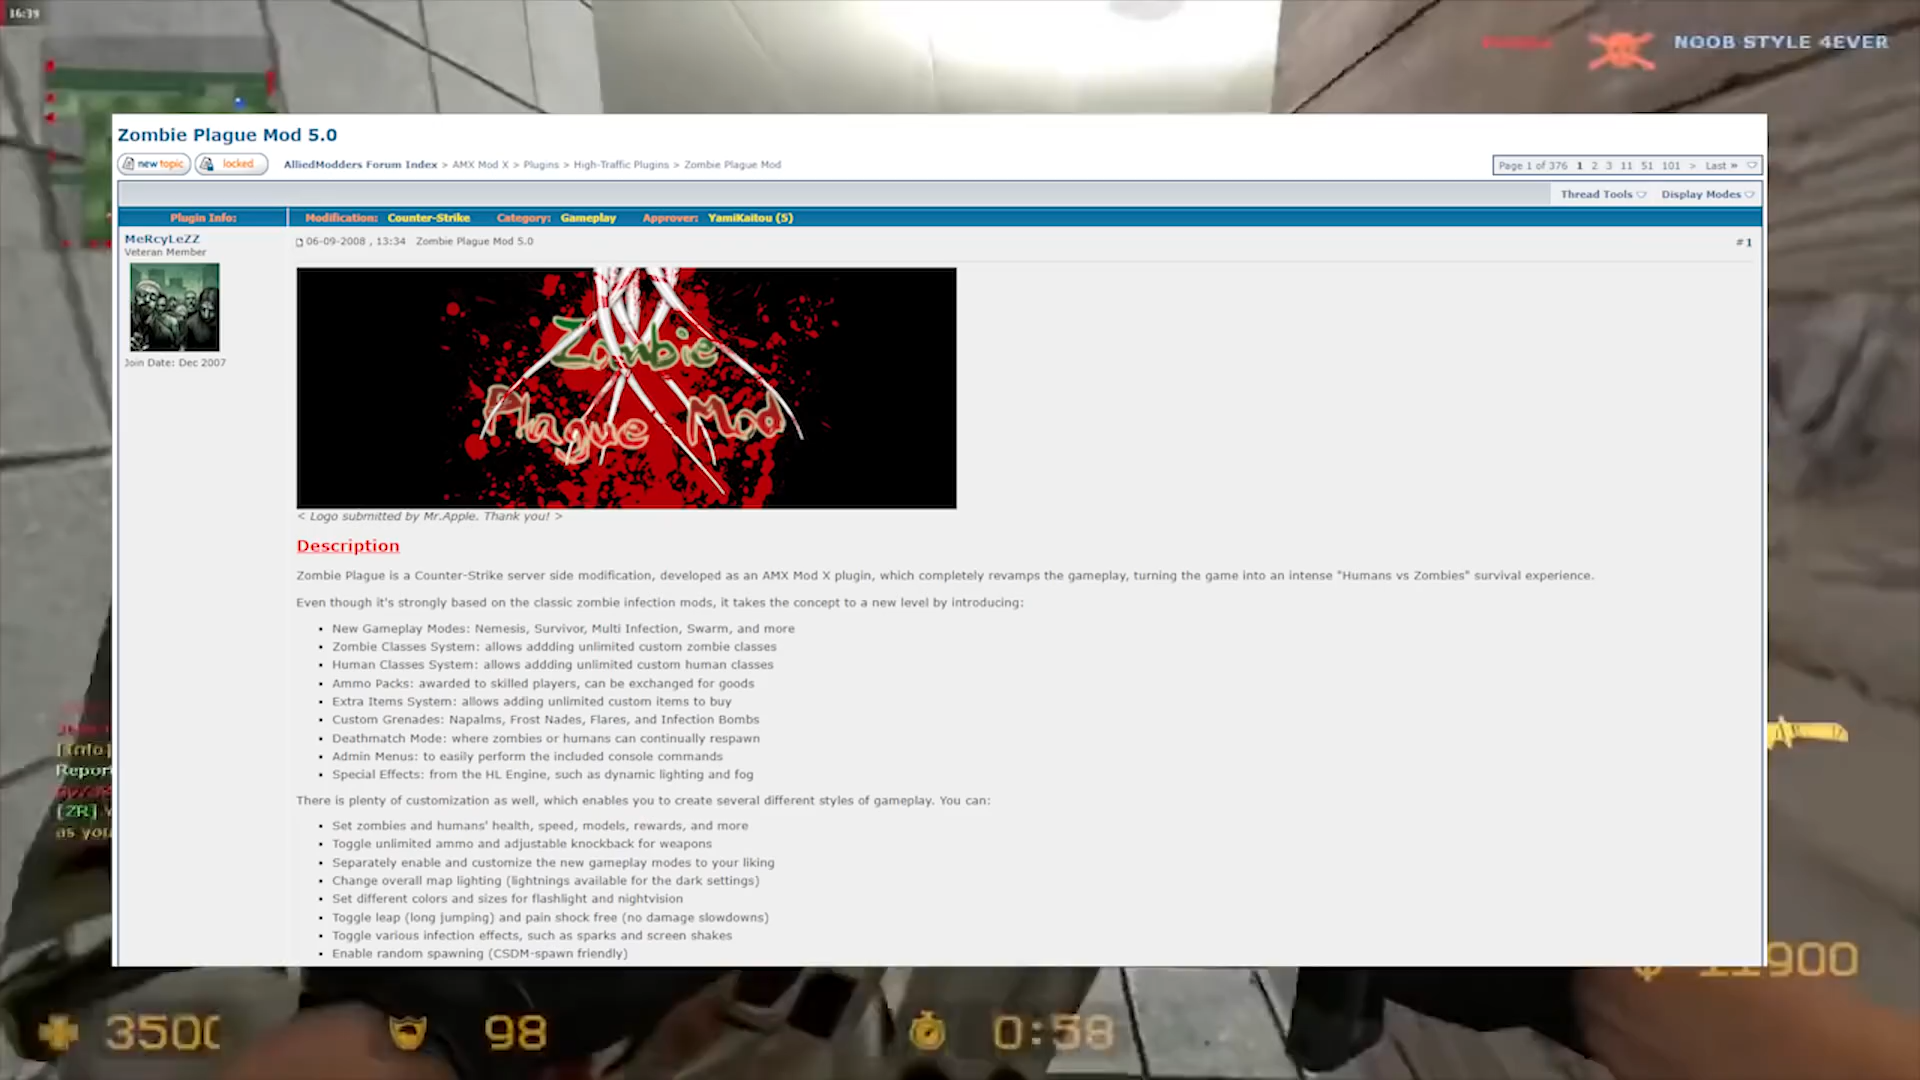 16:39
NOOB STYLE 4EVER
Zombie Plague Mod 5.0
new topic locked AlliedModders Forum Index > AMX Mod X > Plugins > High-Traffic Plugins > Zombie Plague Mod
Page 1 of 376 1 2 3 11 51 101 > Last »
Thread Tools Display Modes
Plugin Info: Modification: Counter-Strike Category: Gameplay Approver: YamiKaitou (5)
MeRCyLeZZ
Veteran Member
Join Date: Dec 2007
06-09-2008 , 13:34 Zombie Plague Mod 5.0
#1
Zombie
Plague Mod
< Logo submitted by Mr.Apple. Thank you! >
Description
Zombie Plague is a Counter-Strike server side modification, developed as an AMX Mod X plugin, which completely revamps the gameplay, turning the game into an intense "Humans vs Zombies" survival experience.
Even though it's strongly based on the classic zombie infection mods, it takes the concept to a new level by introducing:
▪ New Gameplay Modes: Nemesis, Survivor, Multi Infection, Swarm, and more
▪ Zombie Classes System: allows addding unlimited custom zombie classes
▪ Human Classes System: allows addding unlimited custom human classes
▪ Ammo Packs: awarded to skilled players, can be exchanged for goods
▪ Extra Items System: allows adding unlimited custom items to buy
▪ Custom Grenades: Napalms, Frost Nades, Flares, and Infection Bombs
▪ Deathmatch Mode: where zombies or humans can continually respawn
▪ Admin Menus: to easily perform the included console commands
▪ Special Effects: from the HL Engine, such as dynamic lighting and fog
There is plenty of customization as well, which enables you to create several different styles of gameplay. You can:
▪ Set zombies and humans' health, speed, models, rewards, and more
▪ Toggle unlimited ammo and adjustable knockback for weapons
▪ Separately enable and customize the new gameplay modes to your liking
▪ Change overall map lighting (lightnings available for the dark settings)
▪ Set different colors and sizes for flashlight and nightvision
▪ Toggle leap (long jumping) and pain shock free (no damage slowdowns)
▪ Toggle various infection effects, such as sparks and screen shakes
▪ Enable random spawning (CSDM-spawn friendly)
[Info]
Report
[ZR]
as you
$ 11900
3500 98 0:58